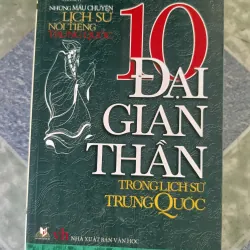 NHỮNG MẨU CHUYỆN
LỊCH SỬ
NỔI TIẾNG
TRUNG QUỐC
10
ĐẠI
GIAN
THẦN
TRONG LỊCH SỬ
TRUNG QUỐC
NHÀ XUẤT BẢN VĂN HỌC